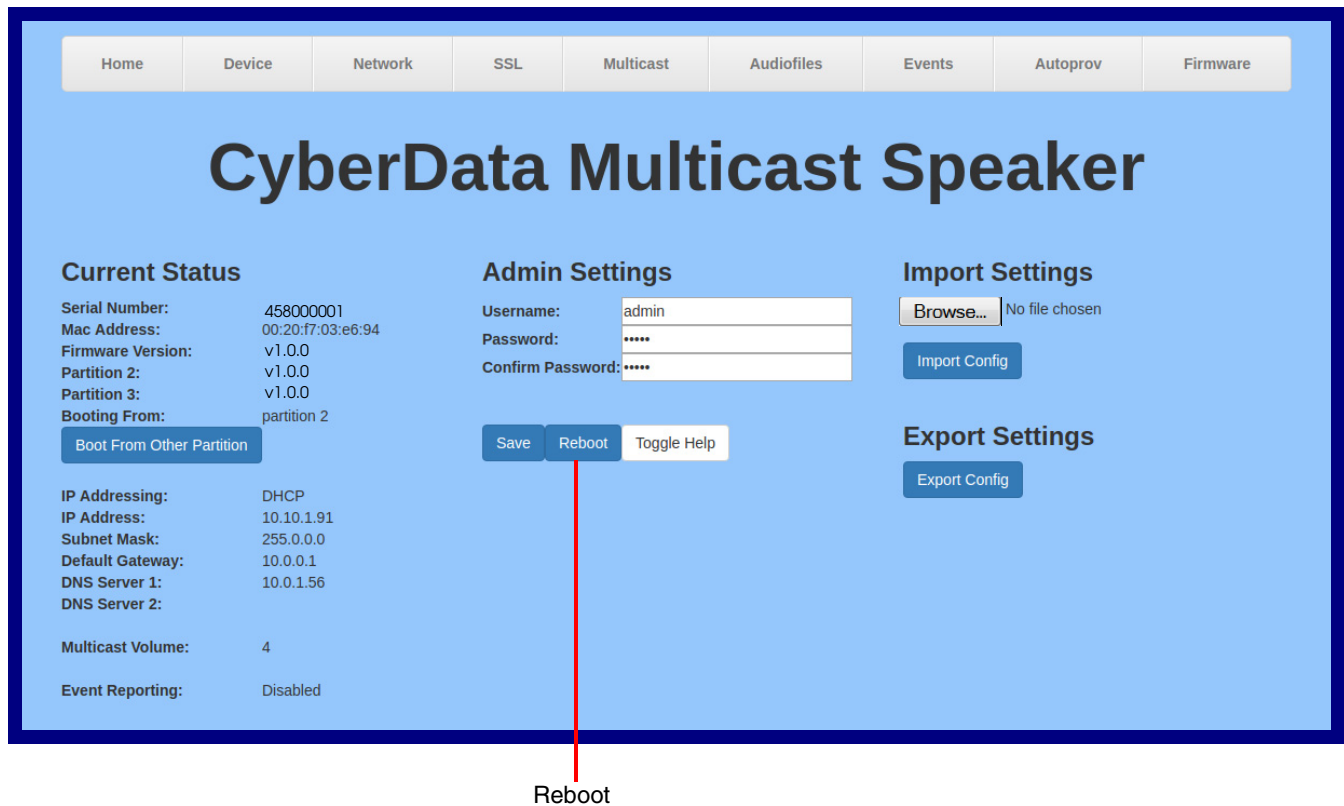 Home Device Network SSL Multicast Audiofiles Events Autoprov Firmware
CyberData Multicast Speaker
Current Status
Serial Number: 458000001
Mac Address: 00:20:f7:03:e6:94
Firmware Version: v1.0.0
Partition 2: v1.0.0
Partition 3: v1.0.0
Booting From: partition 2
Boot From Other Partition
IP Addressing: DHCP
IP Address: 10.10.1.91
Subnet Mask: 255.0.0.0
Default Gateway: 10.0.0.1
DNS Server 1: 10.0.1.56
DNS Server 2:
Multicast Volume: 4
Event Reporting: Disabled
Admin Settings
Username: admin
Password: •••••
Confirm Password: •••••
Save Reboot Toggle Help
Import Settings
Browse... No file chosen
Import Config
Export Settings
Export Config
Reboot